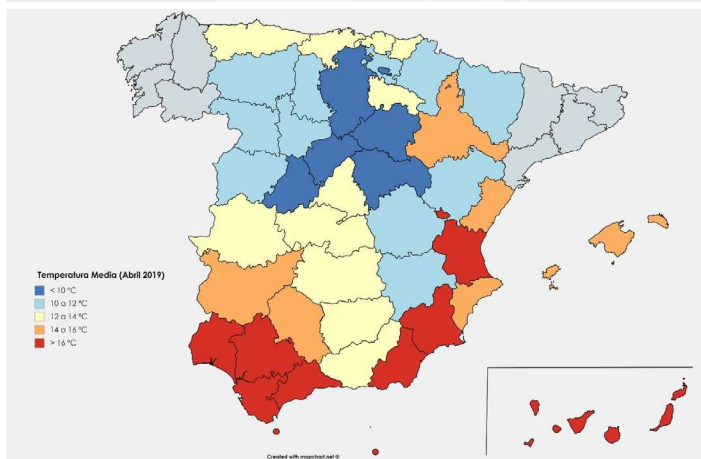 Temperatura Media (Abril 2019)
< 10 ºC
10 a 12 ºC
12 a 14 ºC
14 a 16 ºC
> 16 ºC
Created with mapchart.net ©